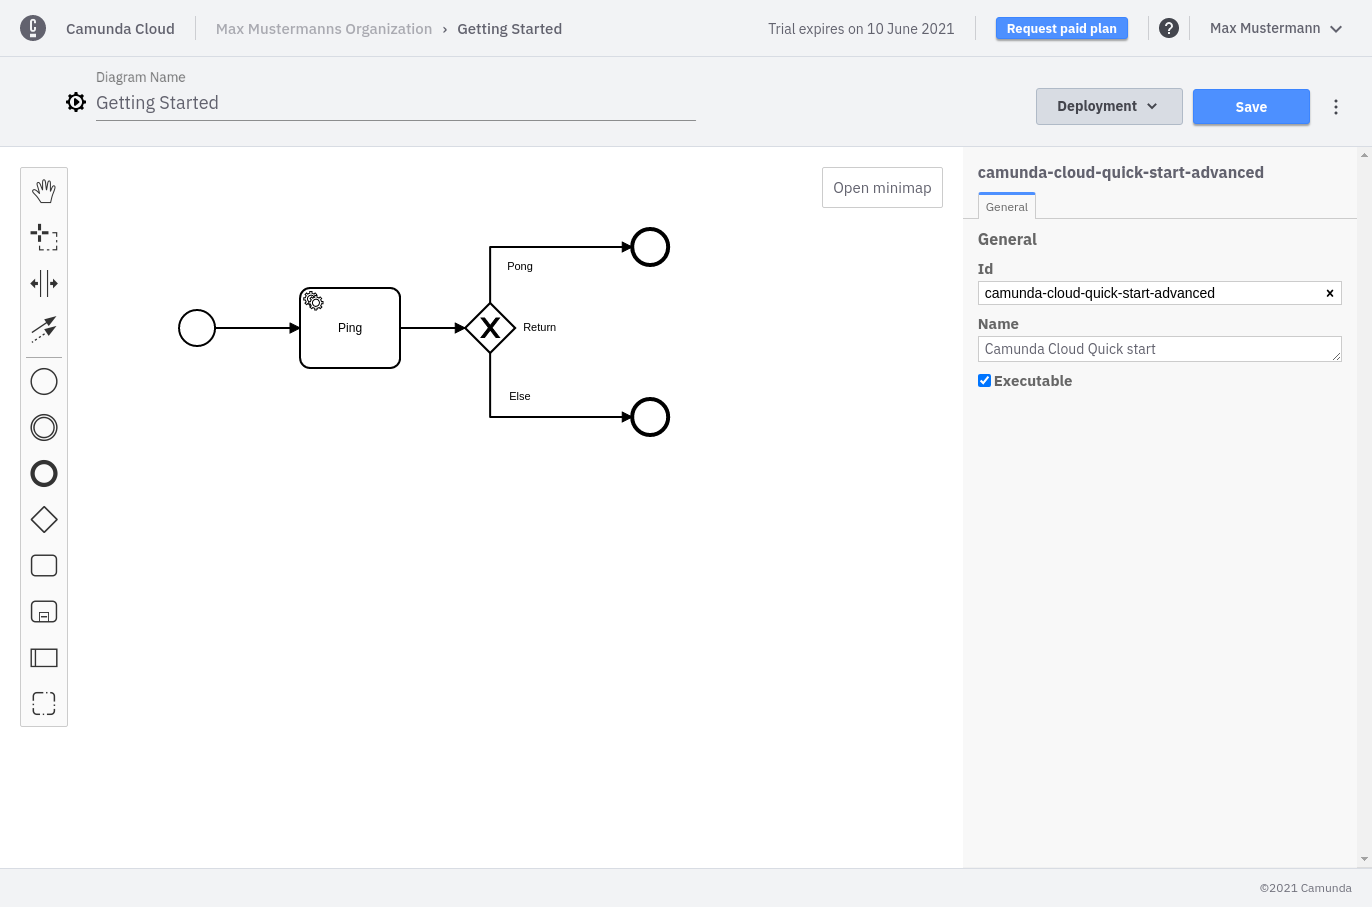 Camunda Cloud
Max Mustermanns Organization › Getting Started
Trial expires on 10 June 2021
Request paid plan
?
Max Mustermann
Diagram Name
Getting Started
Deployment
Save
Open minimap
Pong
Ping
X
Return
Else
camunda-cloud-quick-start-advanced
General
General
Id
camunda-cloud-quick-start-advanced
Name
Camunda Cloud Quick start
Executable
©2021 Camunda